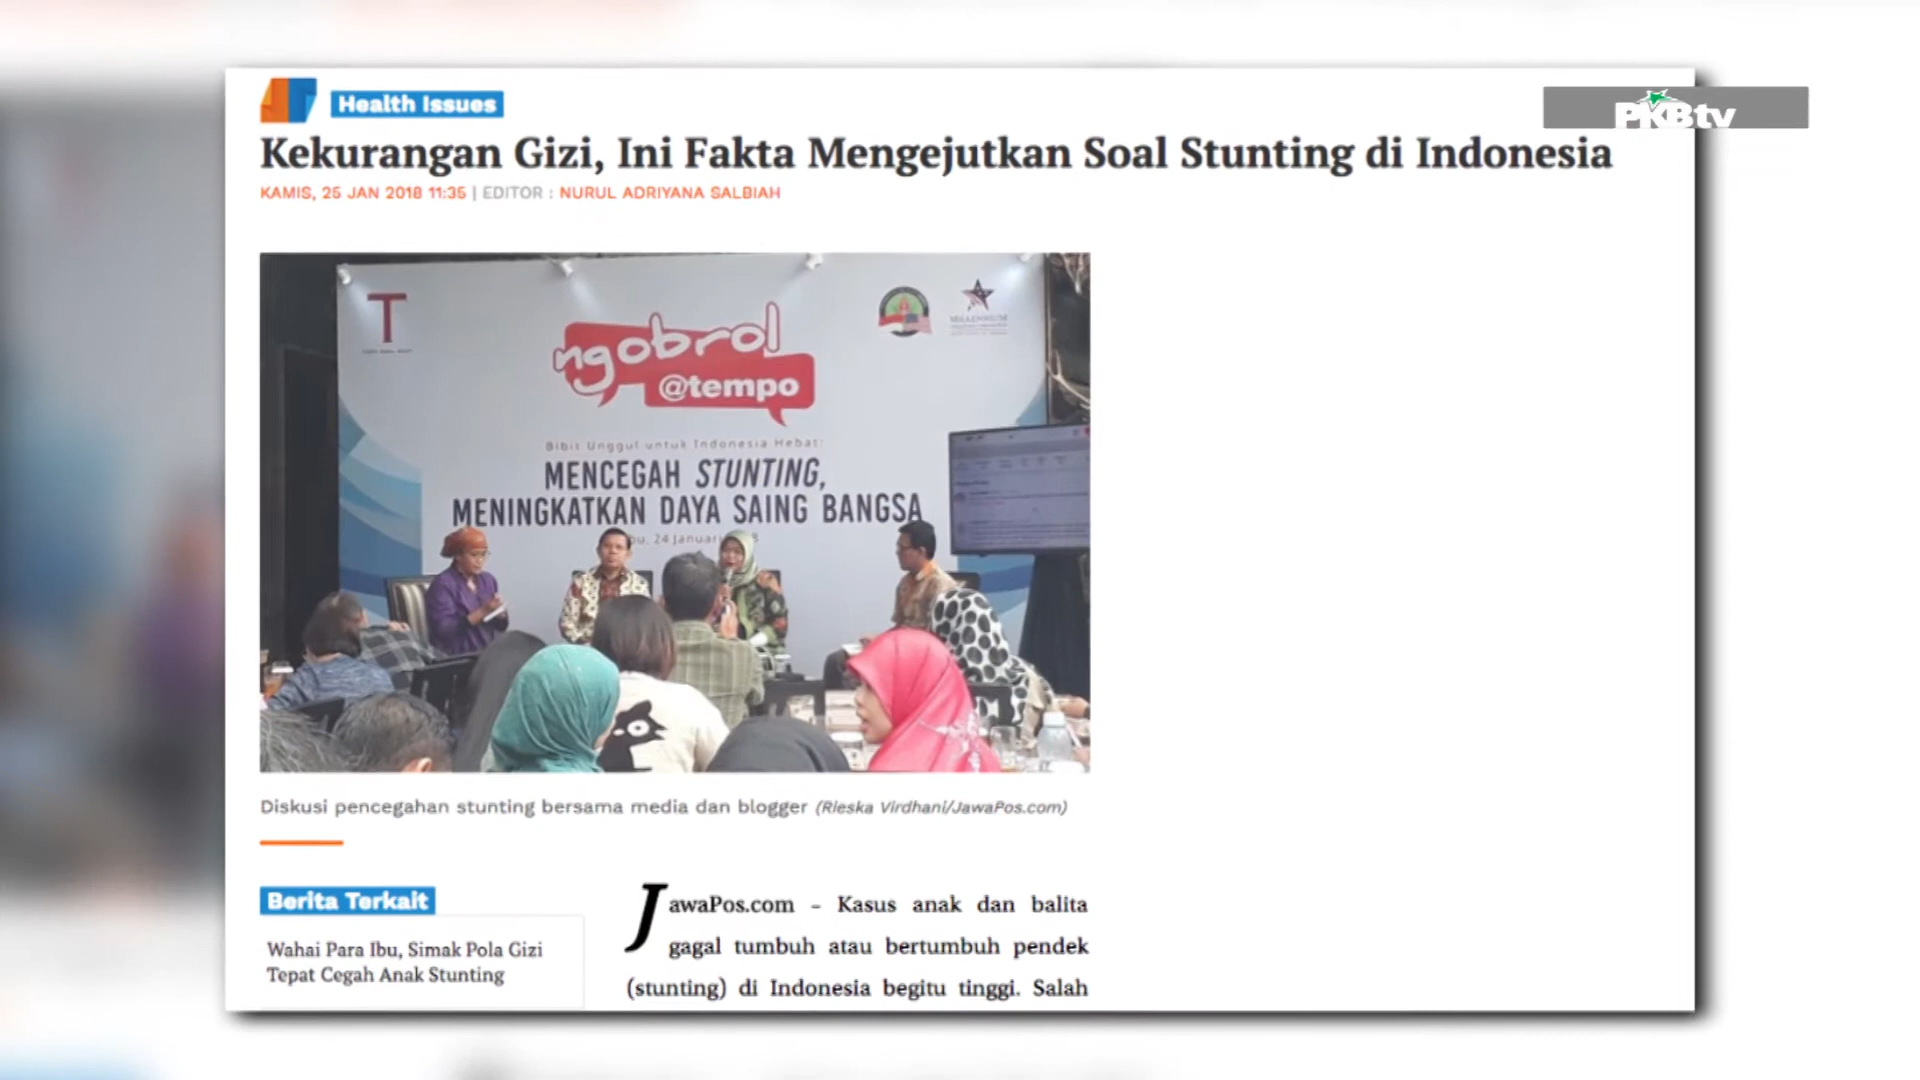 Health Issues
PKBtv
Kekurangan Gizi, Ini Fakta Mengejutkan Soal Stunting di Indonesia
KAMIS, 25 JAN 2018 11:35 | EDITOR : NURUL ADRIYANA SALBIAH
T
ngobrol
@tempo
MILLENNIUM
Bibit Unggul untuk Indonesia Hebat:
MENCEGAH STUNTING,
MENINGKATKAN DAYA SAING BANGSA
24 Januari
Diskusi pencegahan stunting bersama media dan blogger (Rieska Virdhani/JawaPos.com)
Berita Terkait
Wahai Para Ibu, Simak Pola Gizi
Tepat Cegah Anak Stunting
JawaPos.com - Kasus anak dan balita
gagal tumbuh atau bertumbuh pendek
(stunting) di Indonesia begitu tinggi. Salah